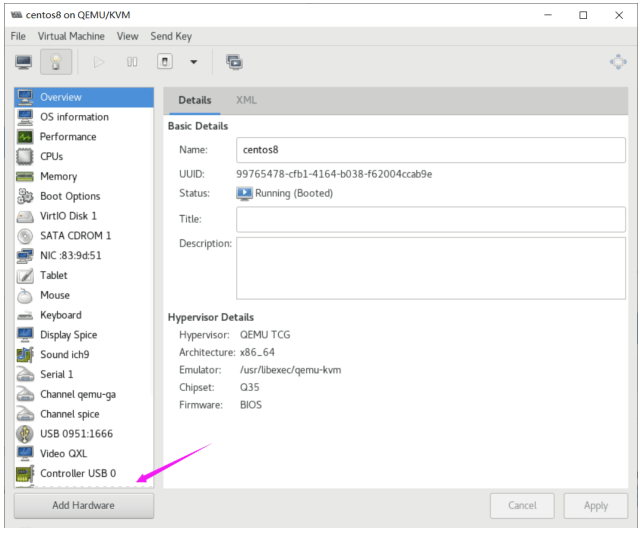 centos8 on QEMU/KVM
File Virtual Machine View Send Key
Overview
OS information
Performance
CPUs
Memory
Boot Options
VirtIO Disk 1
SATA CDROM 1
NIC :83:9d:51
Tablet
Mouse
Keyboard
Display Spice
Sound ich9
Serial 1
Channel qemu-ga
Channel spice
USB 0951:1666
Video QXL
Controller USB 0
Add Hardware
Details XML
Basic Details
Name: centos8
UUID: 99765478-cfb1-4164-b038-f62004ccab9e
Status: Running (Booted)
Title:
Description:
Hypervisor Details
Hypervisor: QEMU TCG
Architecture: x86_64
Emulator: /usr/libexec/qemu-kvm
Chipset: Q35
Firmware: BIOS
Cancel Apply